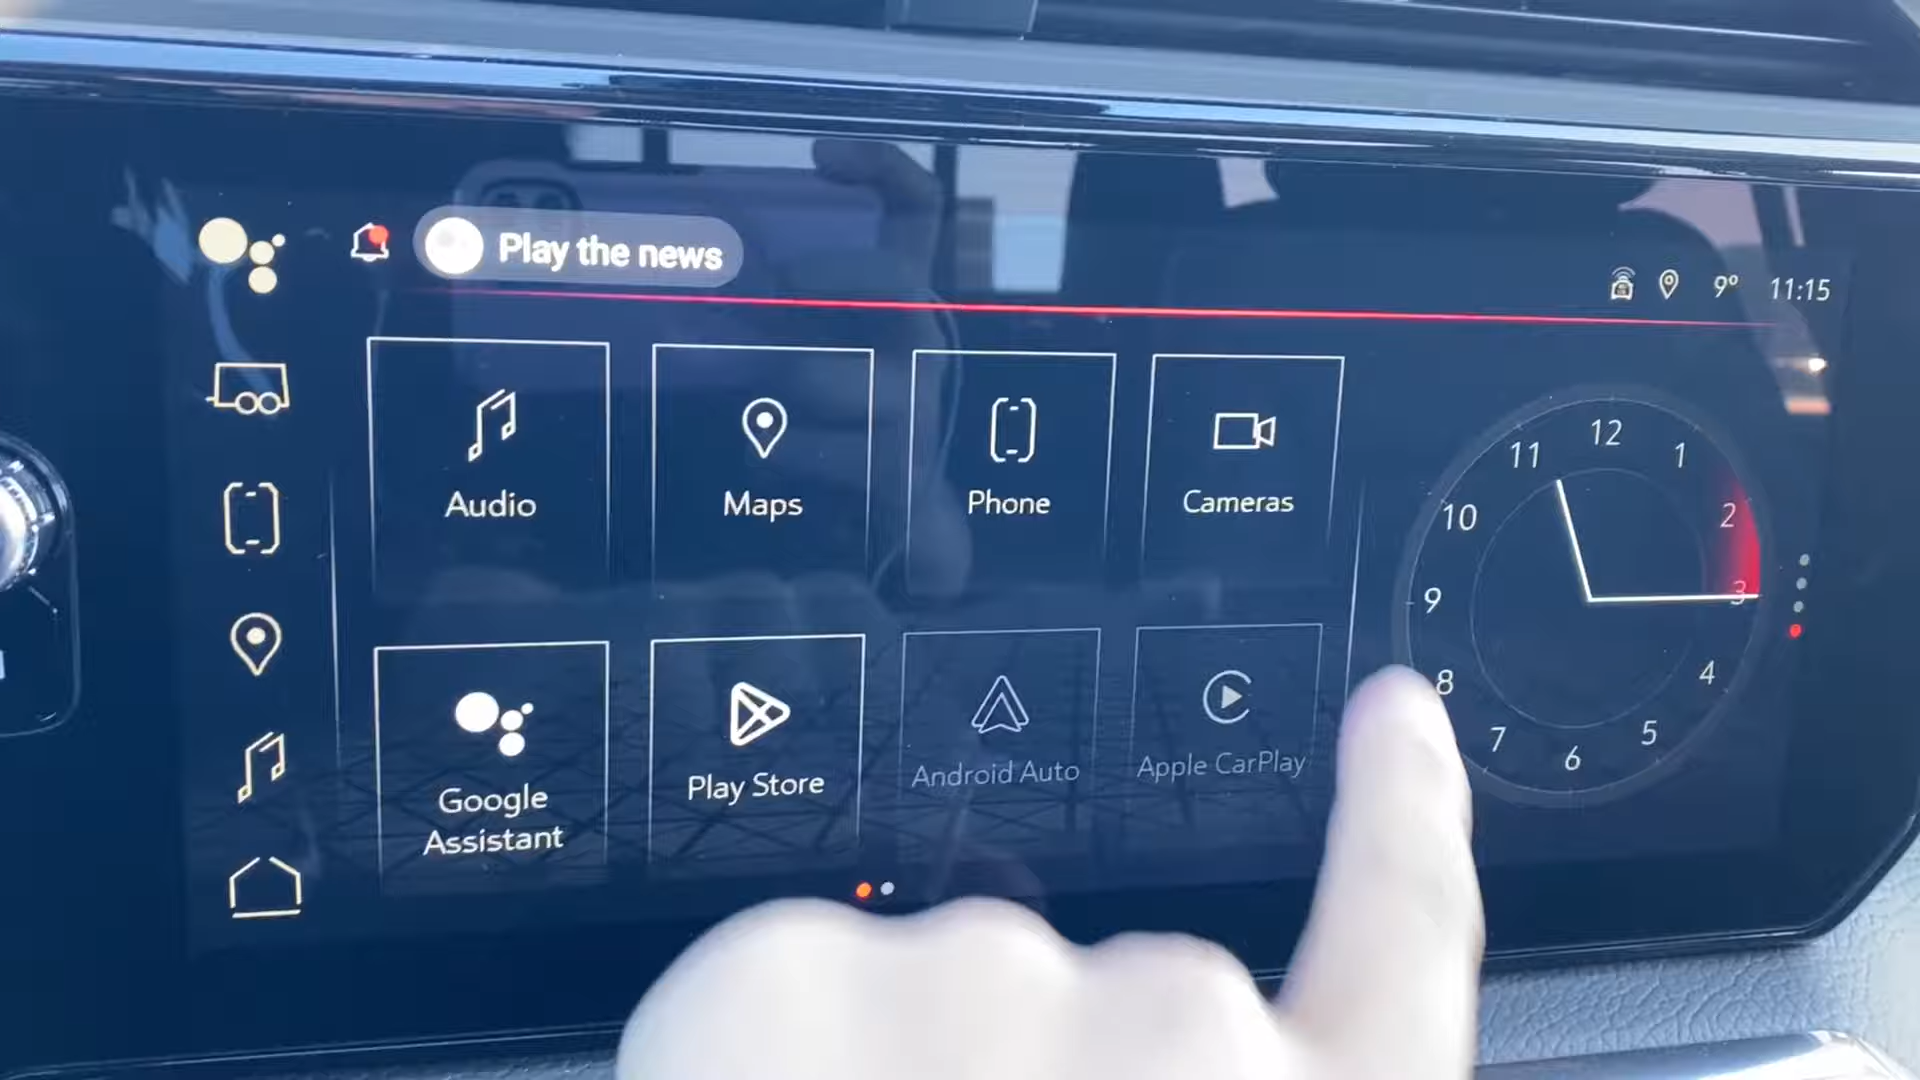 Play the news
9° 11:15
Audio
Maps
Phone
Cameras
Google
Assistant
Play Store
Android Auto
Apple CarPlay
12
1
2
3
4
5
6
7
8
9
10
11